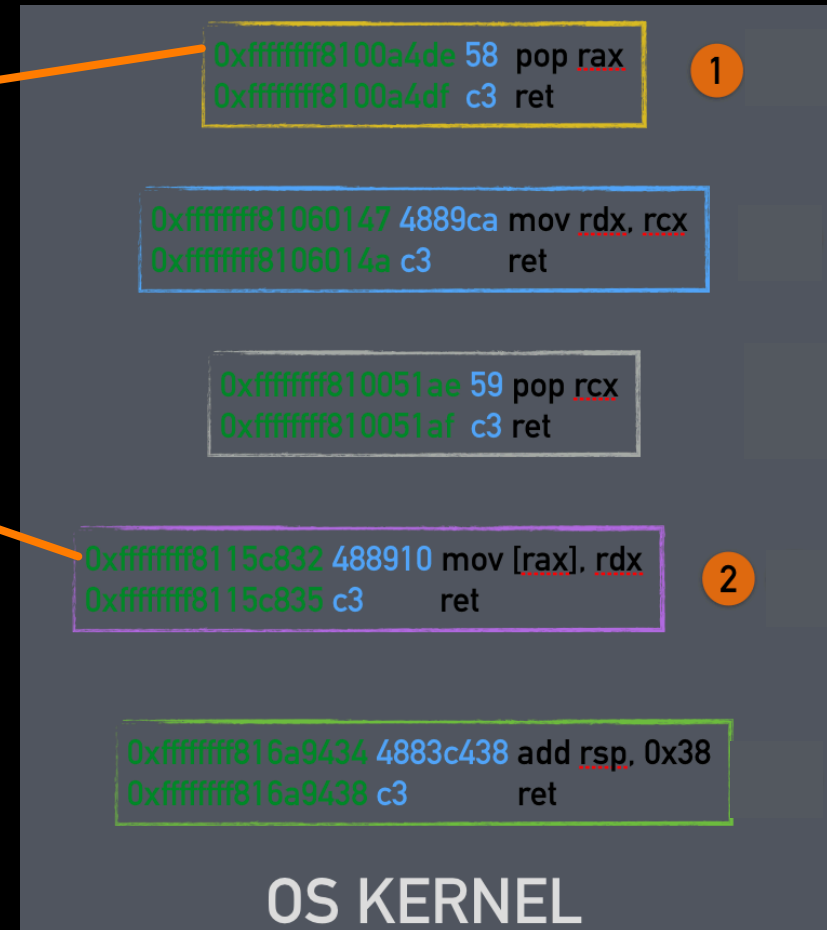 0xffffffff8100a4de 58 pop rax
1
0xffffffff8100a4df c3 ret
0xffffffff81060147 4889ca mov rdx, rcx
0xffffffff8106014a c3 ret
0xffffffff810051ae 59 pop rcx
0xffffffff810051af c3 ret
0xffffffff8115c832 488910 mov [rax], rdx
2
0xffffffff8115c835 c3 ret
0xffffffff816a9434 4883c438 add rsp, 0x38
0xffffffff816a9438 c3 ret
OS KERNEL